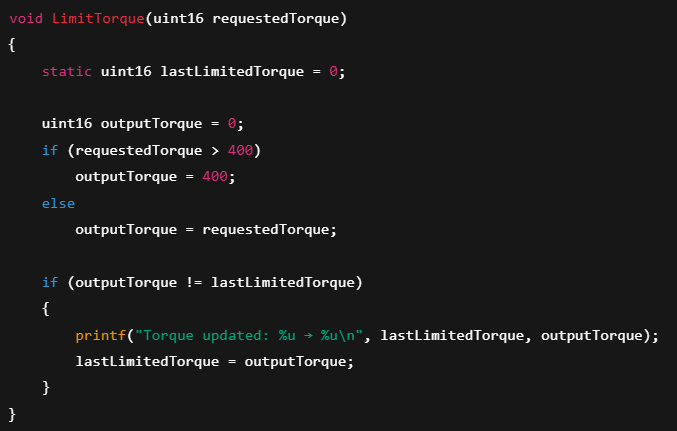 void LimitTorque(uint16 requestedTorque)
{
    static uint16 lastLimitedTorque = 0;

    uint16 outputTorque = 0;
    if (requestedTorque > 400)
        outputTorque = 400;
    else
        outputTorque = requestedTorque;

    if (outputTorque != lastLimitedTorque)
    {
        printf("Torque updated: %u → %u\n", lastLimitedTorque, outputTorque);
        lastLimitedTorque = outputTorque;
    }
}